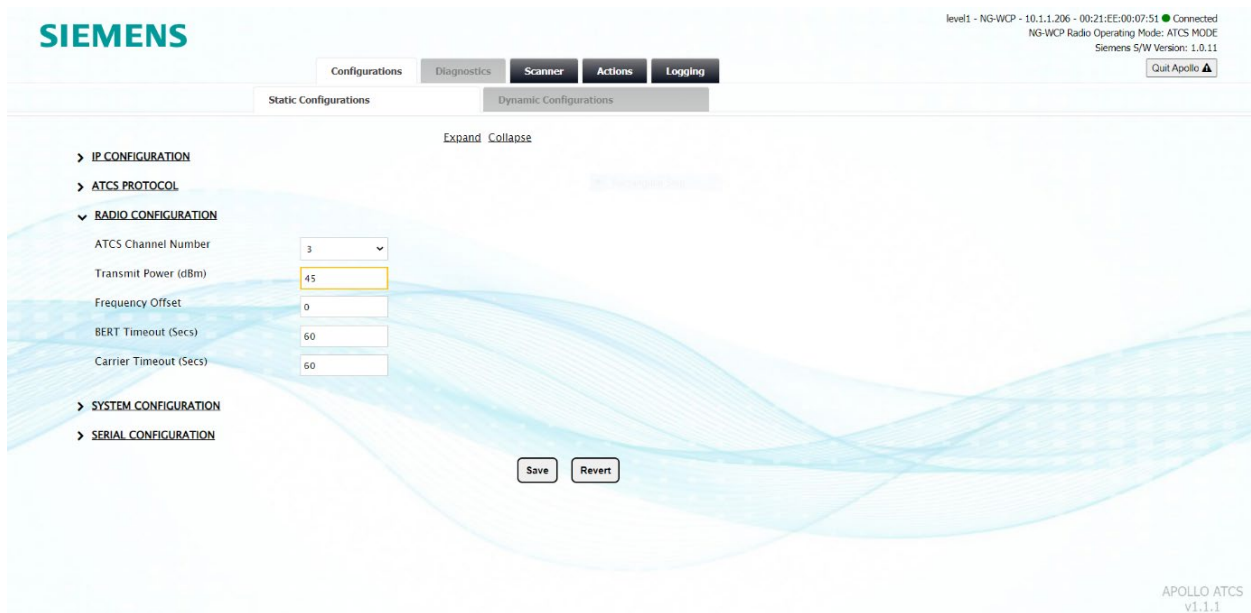 SIEMENS
level1 - NG-WCP - 10.1.1.206 - 00:21:EE:00:07:51 Connected
NG-WCP Radio Operating Mode: ATCS MODE
Siemens S/W Version: 1.0.11
Quit Apollo
Configurations Diagnostics Scanner Actions Logging
Static Configurations Dynamic Configurations
Expand Collapse
IP CONFIGURATION
ATCS PROTOCOL
RADIO CONFIGURATION
ATCS Channel Number 3
Transmit Power (dBm) 45
Frequency Offset 0
BERT Timeout (Secs) 60
Carrier Timeout (Secs) 60
SYSTEM CONFIGURATION
SERIAL CONFIGURATION
Save Revert
APOLLO ATCS
v1.1.1